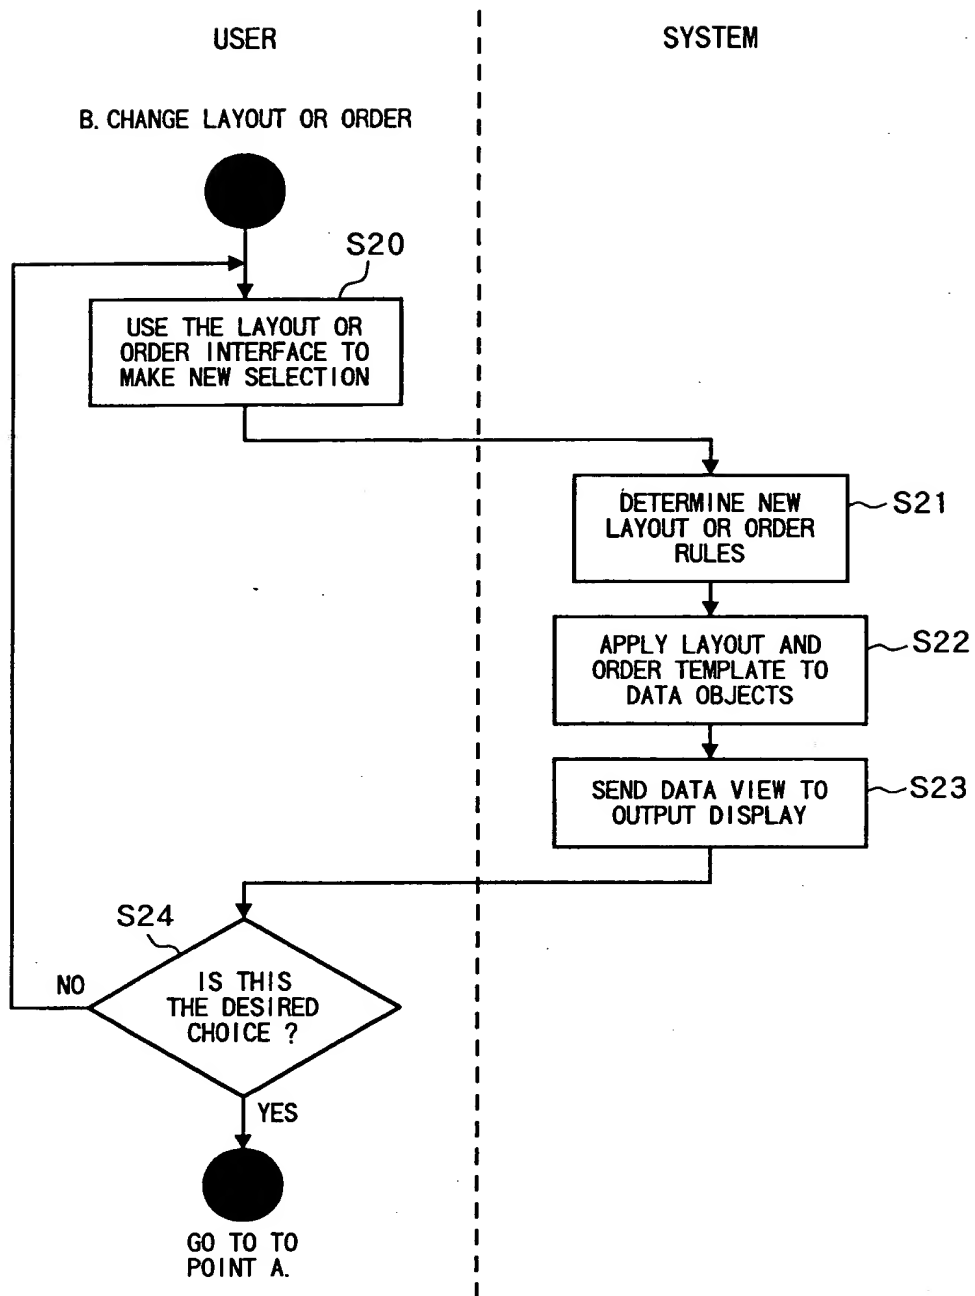 USER
SYSTEM
B. CHANGE LAYOUT OR ORDER
S20
USE THE LAYOUT OR
ORDER INTERFACE TO
MAKE NEW SELECTION
DETERMINE NEW
LAYOUT OR ORDER
RULES
S21
APPLY LAYOUT AND
ORDER TEMPLATE TO
DATA OBJECTS
S22
SEND DATA VIEW TO
OUTPUT DISPLAY
S23
S24
NO
IS THIS
THE DESIRED
CHOICE ?
YES
GO TO TO
POINT A.